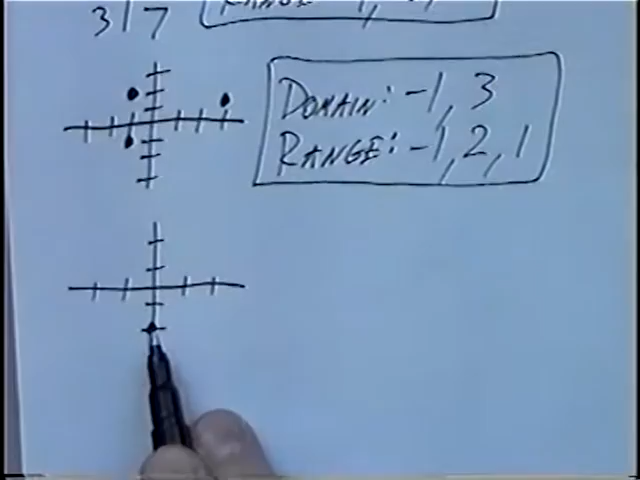 3 | 7
DOMAIN: -1, 3
RANGE: -1, 2, 1